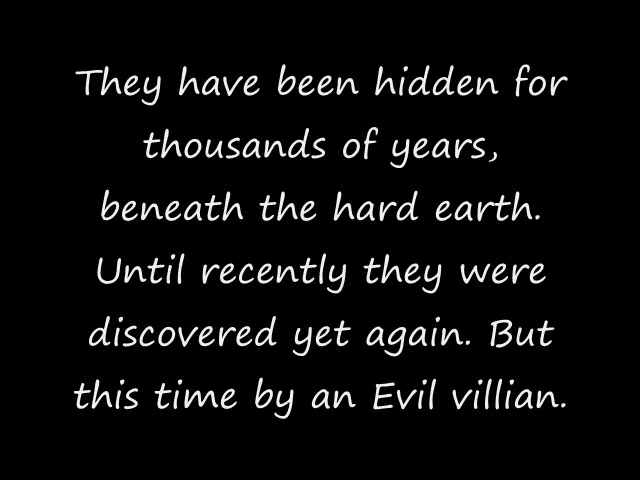 They have been hidden for
thousands of years,
beneath the hard earth.
Until recently they were
discovered yet again. But
this time by an Evil villian.